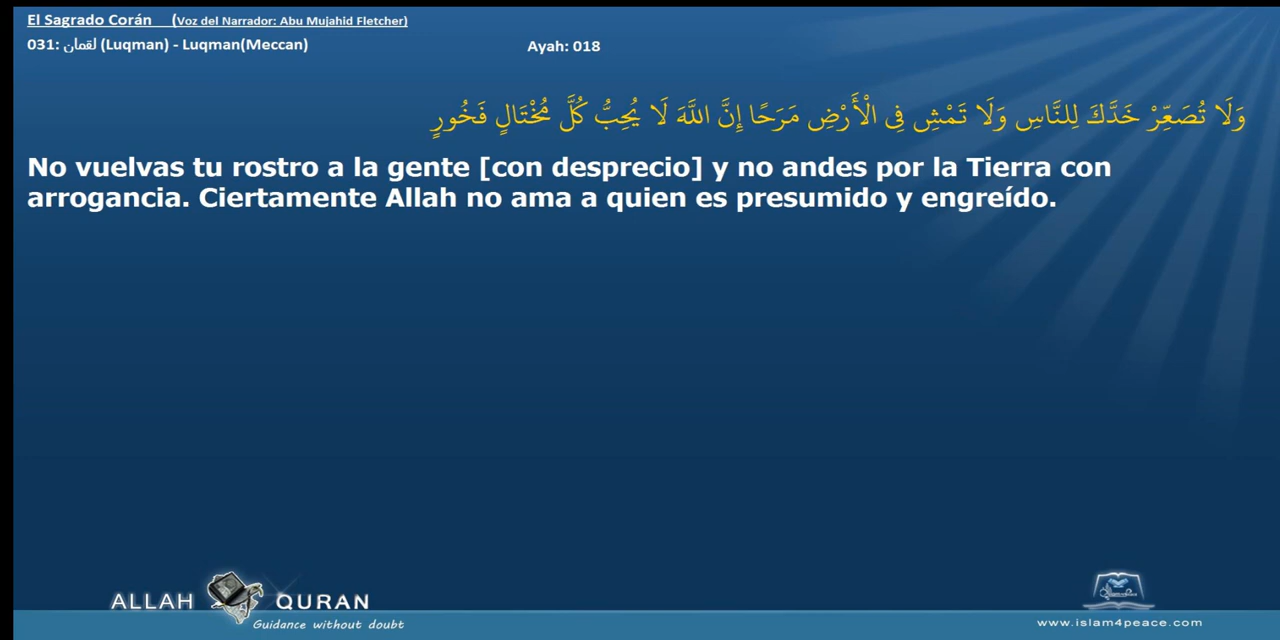 El Sagrado Corán (Voz del Narrador: Abu Mujahid Fletcher)
031: لقمان (Luqman) - Luqman(Meccan) Ayah: 018
وَلَا تُصَعِّرْ خَدَّكَ لِلنَّاسِ وَلَا تَمْشِ فِي الْأَرْضِ مَرَحًا إِنَّ اللَّهَ لَا يُحِبُّ كُلَّ مُخْتَالٍ فَخُورٍ
No vuelvas tu rostro a la gente [con desprecio] y no andes por la Tierra con
arrogancia. Ciertamente Allah no ama a quien es presumido y engreído.
ALLAH QURAN
Guidance without doubt
www.islam4peace.com